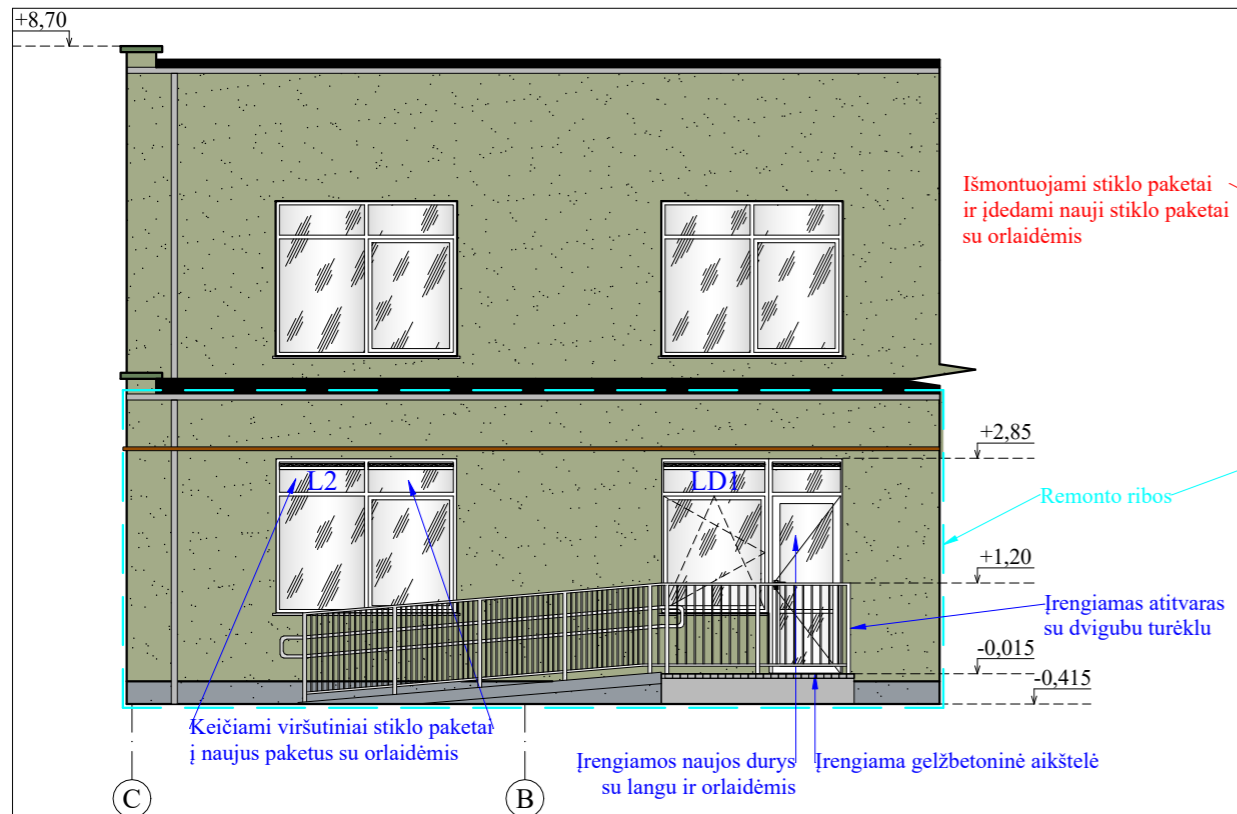 +8,70
Išmontuojami stiklo paketai
ir įdedami nauji stiklo paketai
su orlaidėmis
+2,85
L2
LD1
Remonto ribos
+1,20
Įrengiamas atitvaras
su dvigubu turėklu
-0,015
-0,415
Keičiami viršutiniai stiklo paketai
į naujus paketus su orlaidėmis
Įrengiamos naujos durys
su langu ir orlaidėmis
Įrengiama gelžbetoninė aikštelė
C
B